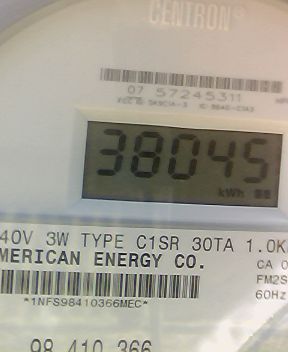 CENTRON®
07 57245311
38045
kWh
40V 3W TYPE C1SR 30TA 1.0K
MERICAN ENERGY CO.
CA 0
FM2S
60Hz
*1NFS98410366MEC*
98 410 366